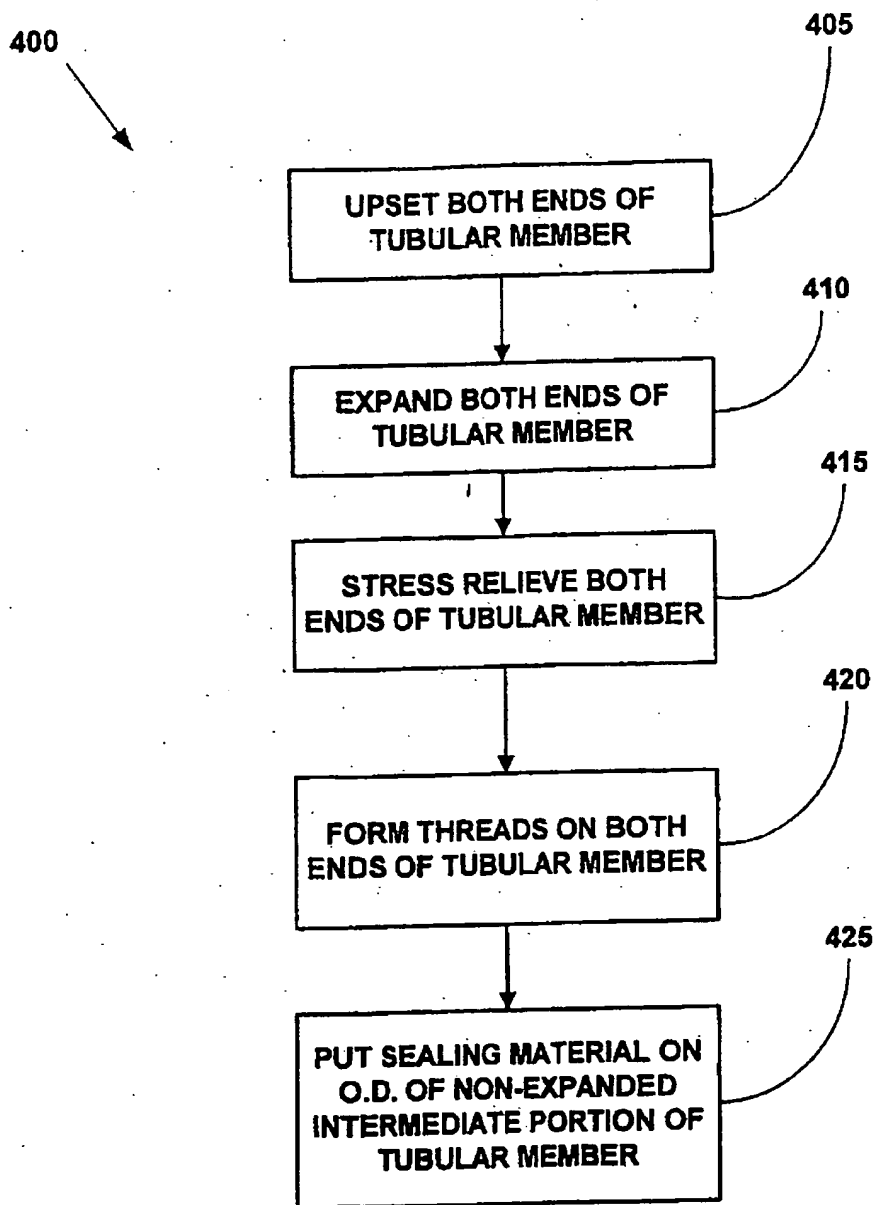 400
405
UPSET BOTH ENDS OF
TUBULAR MEMBER
410
EXPAND BOTH ENDS OF
TUBULAR MEMBER
415
STRESS RELIEVE BOTH
ENDS OF TUBULAR MEMBER
420
FORM THREADS ON BOTH
ENDS OF TUBULAR MEMBER
425
PUT SEALING MATERIAL ON
O.D. OF NON-EXPANDED
INTERMEDIATE PORTION OF
TUBULAR MEMBER